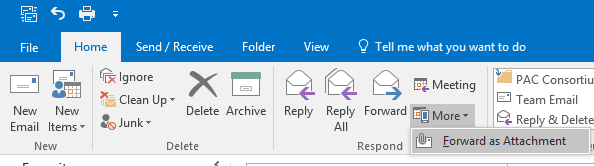 File Home Send / Receive Folder View Tell me what you want to do
New Email
New Items
Ignore
Clean Up
Junk
Delete
Archive
Reply
Reply All
Forward
Meeting
More
PAC Consortiu
Team Email
Reply & Delete
New
Delete
Respond
Forward as Attachment